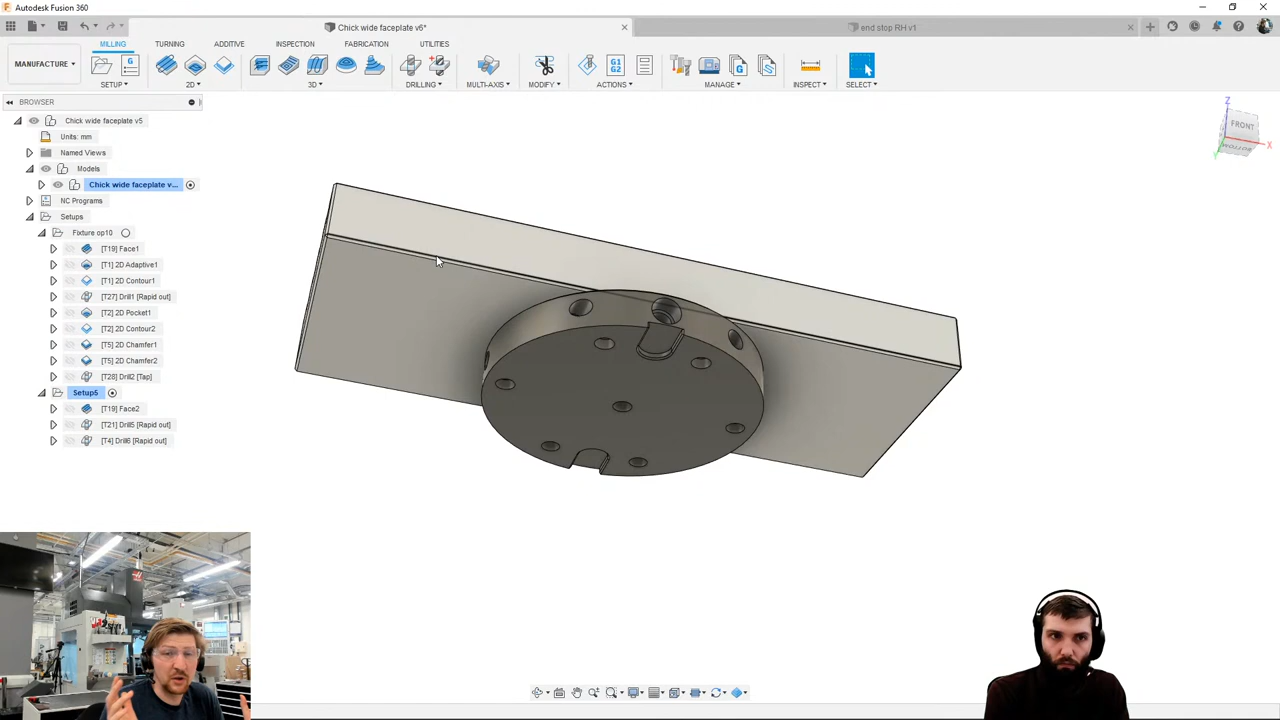 Autodesk Fusion 360
Chick wide faceplate v6*
end stop RH v1
MILLING TURNING ADDITIVE INSPECTION FABRICATION UTILITIES
MANUFACTURE
SETUP 2D 3D DRILLING MULTI-AXIS MODIFY ACTIONS MANAGE INSPECT SELECT
G1
G2
BROWSER
Chick wide faceplate v5
Units: mm
Named Views
Models
Chick wide faceplate v...
NC Programs
Setups
Fixture op10
[T19] Face1
[T1] 2D Adaptive1
[T1] 2D Contour1
[T27] Drill1 [Rapid out]
[T2] 2D Pocket1
[T2] 2D Contour2
[T5] 2D Chamfer1
[T5] 2D Chamfer2
[T28] Drill2 [Tap]
Setup5
[T19] Face2
[T21] Drill5 [Rapid out]
[T4] Drill6 [Rapid out]
Z
FRONT
BOTTOM
X
Y